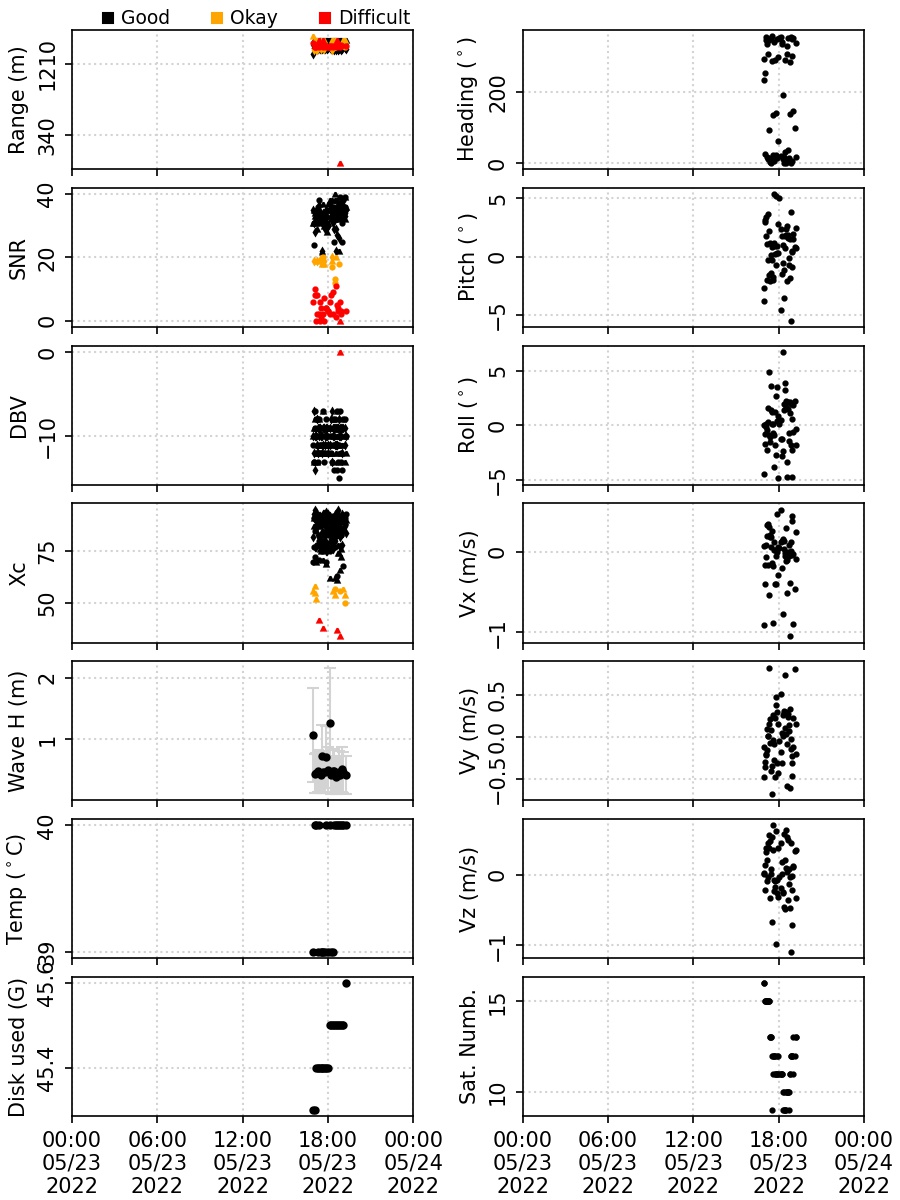 Good Okay Difficult
Range (m)
1210
340
Heading (°)
200
0
SNR
40
20
0
Pitch (°)
5
0
−5
DBV
0
−10
Roll (°)
5
0
−5
Xc
75
50
Vx (m/s)
0
−1
Wave H (m)
2
1
Vy (m/s)
0.5
0.0
−0.5
Temp (°C)
40
39
Vz (m/s)
0
−1
Disk used (G)
45.6
45.4
Sat. Numb.
15
10
00:00 06:00 12:00 18:00 00:00 00:00 06:00 12:00 18:00 00:00
05/23 05/23 05/23 05/23 05/24 05/23 05/23 05/23 05/23 05/24
2022 2022 2022 2022 2022 2022 2022 2022 2022 2022